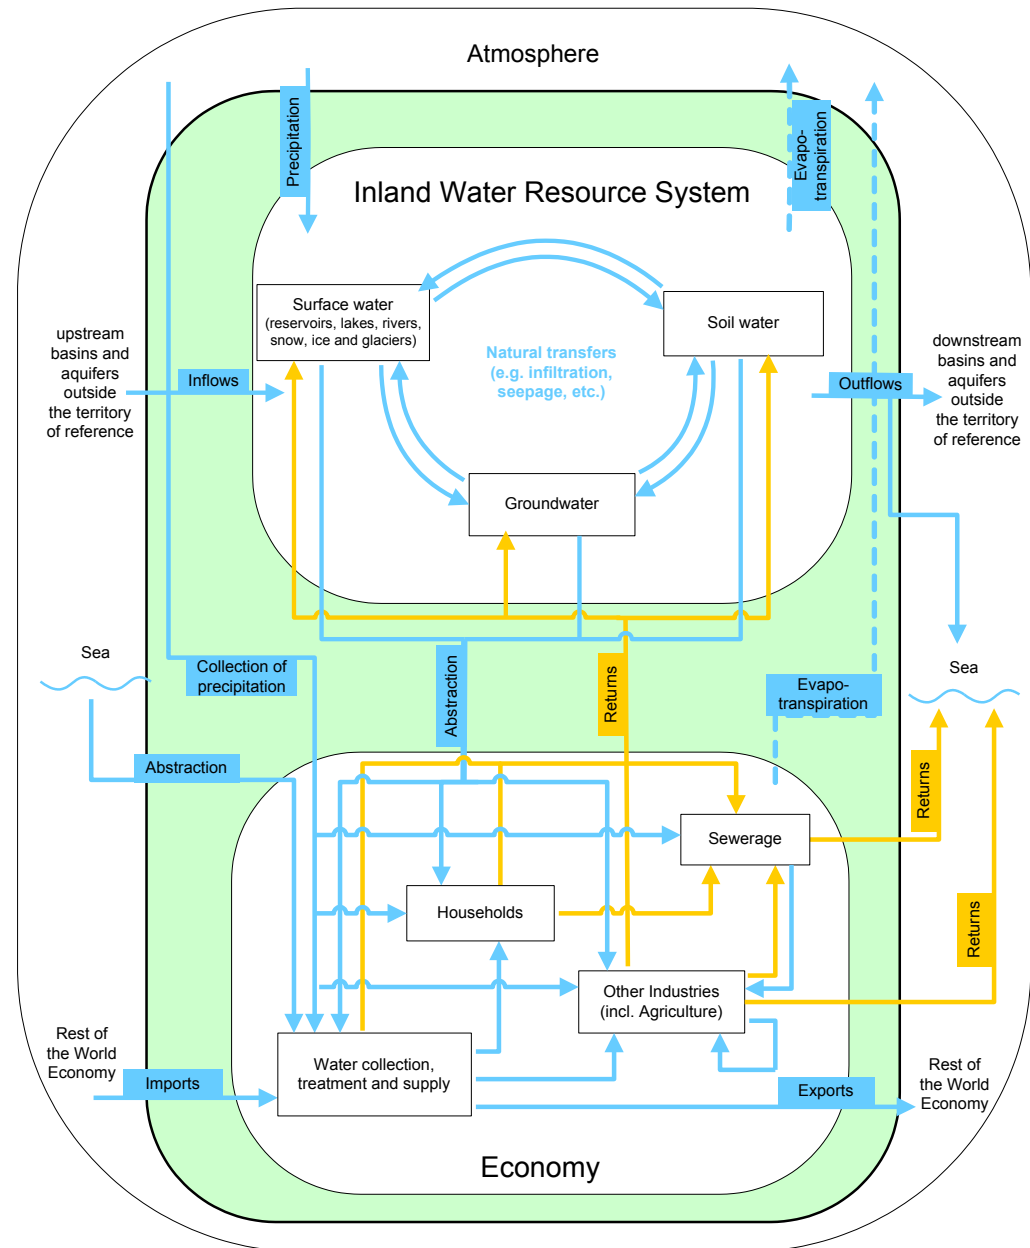 Atmosphere
Precipitation
Evapo-
transpiration
Inland Water Resource System
Surface water
(reservoirs, lakes, rivers,
snow, ice and glaciers)
Soil water
Natural transfers
(e.g. infiltration,
seepage, etc.)
upstream
basins and
aquifers
outside
the territory
of reference
Inflows
Outflows
downstream
basins and
aquifers
outside
the territory
of reference
Groundwater
Sea
Collection of
precipitation
Abstraction
Returns
Evapo-
transpiration
Sea
Abstraction
Returns
Sewerage
Households
Returns
Other Industries
(incl. Agriculture)
Rest of
the World
Economy
Imports
Water collection,
treatment and supply
Exports
Rest of
the World
Economy
Economy